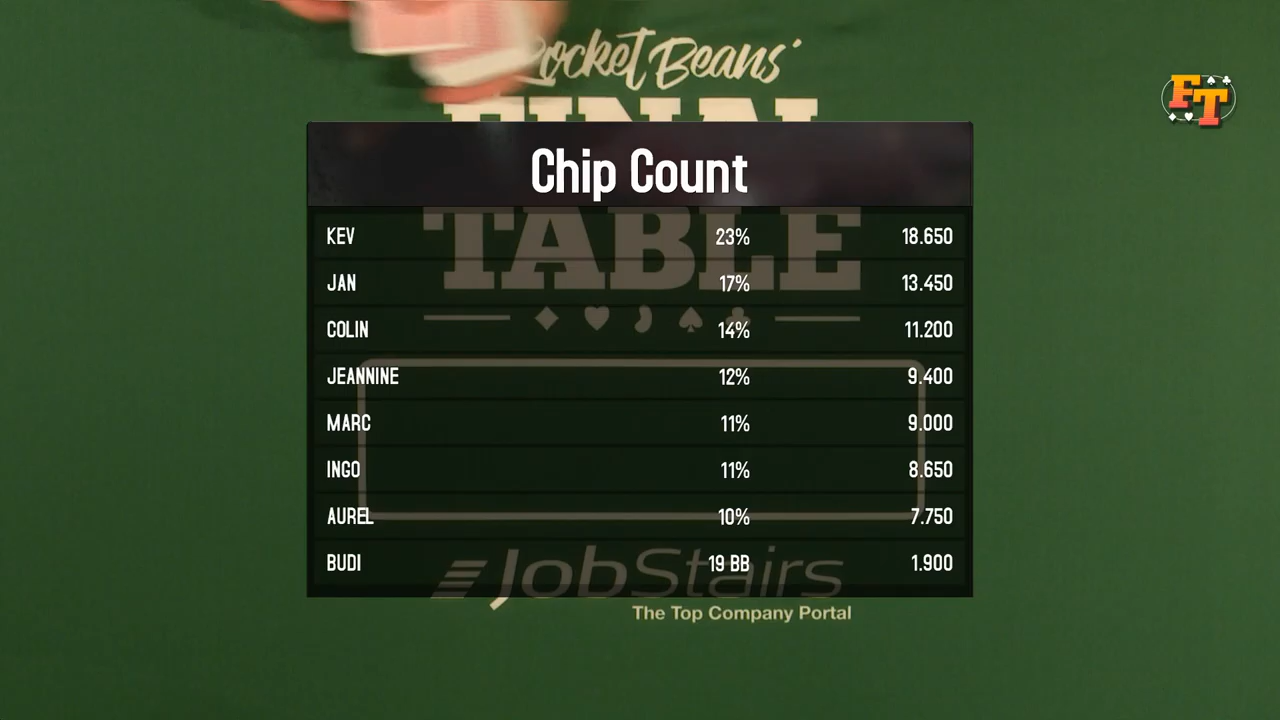 Rocket Beans'
FINAL
FT
Chip Count
TABLE
KEV 23% 18.650
JAN 17% 13.450
COLIN 14% 11.200
JEANNINE 12% 9.400
MARC 11% 9.000
INGO 11% 8.650
AUREL 10% 7.750
BUDI 19 BB 1.900
JobStairs
The Top Company Portal